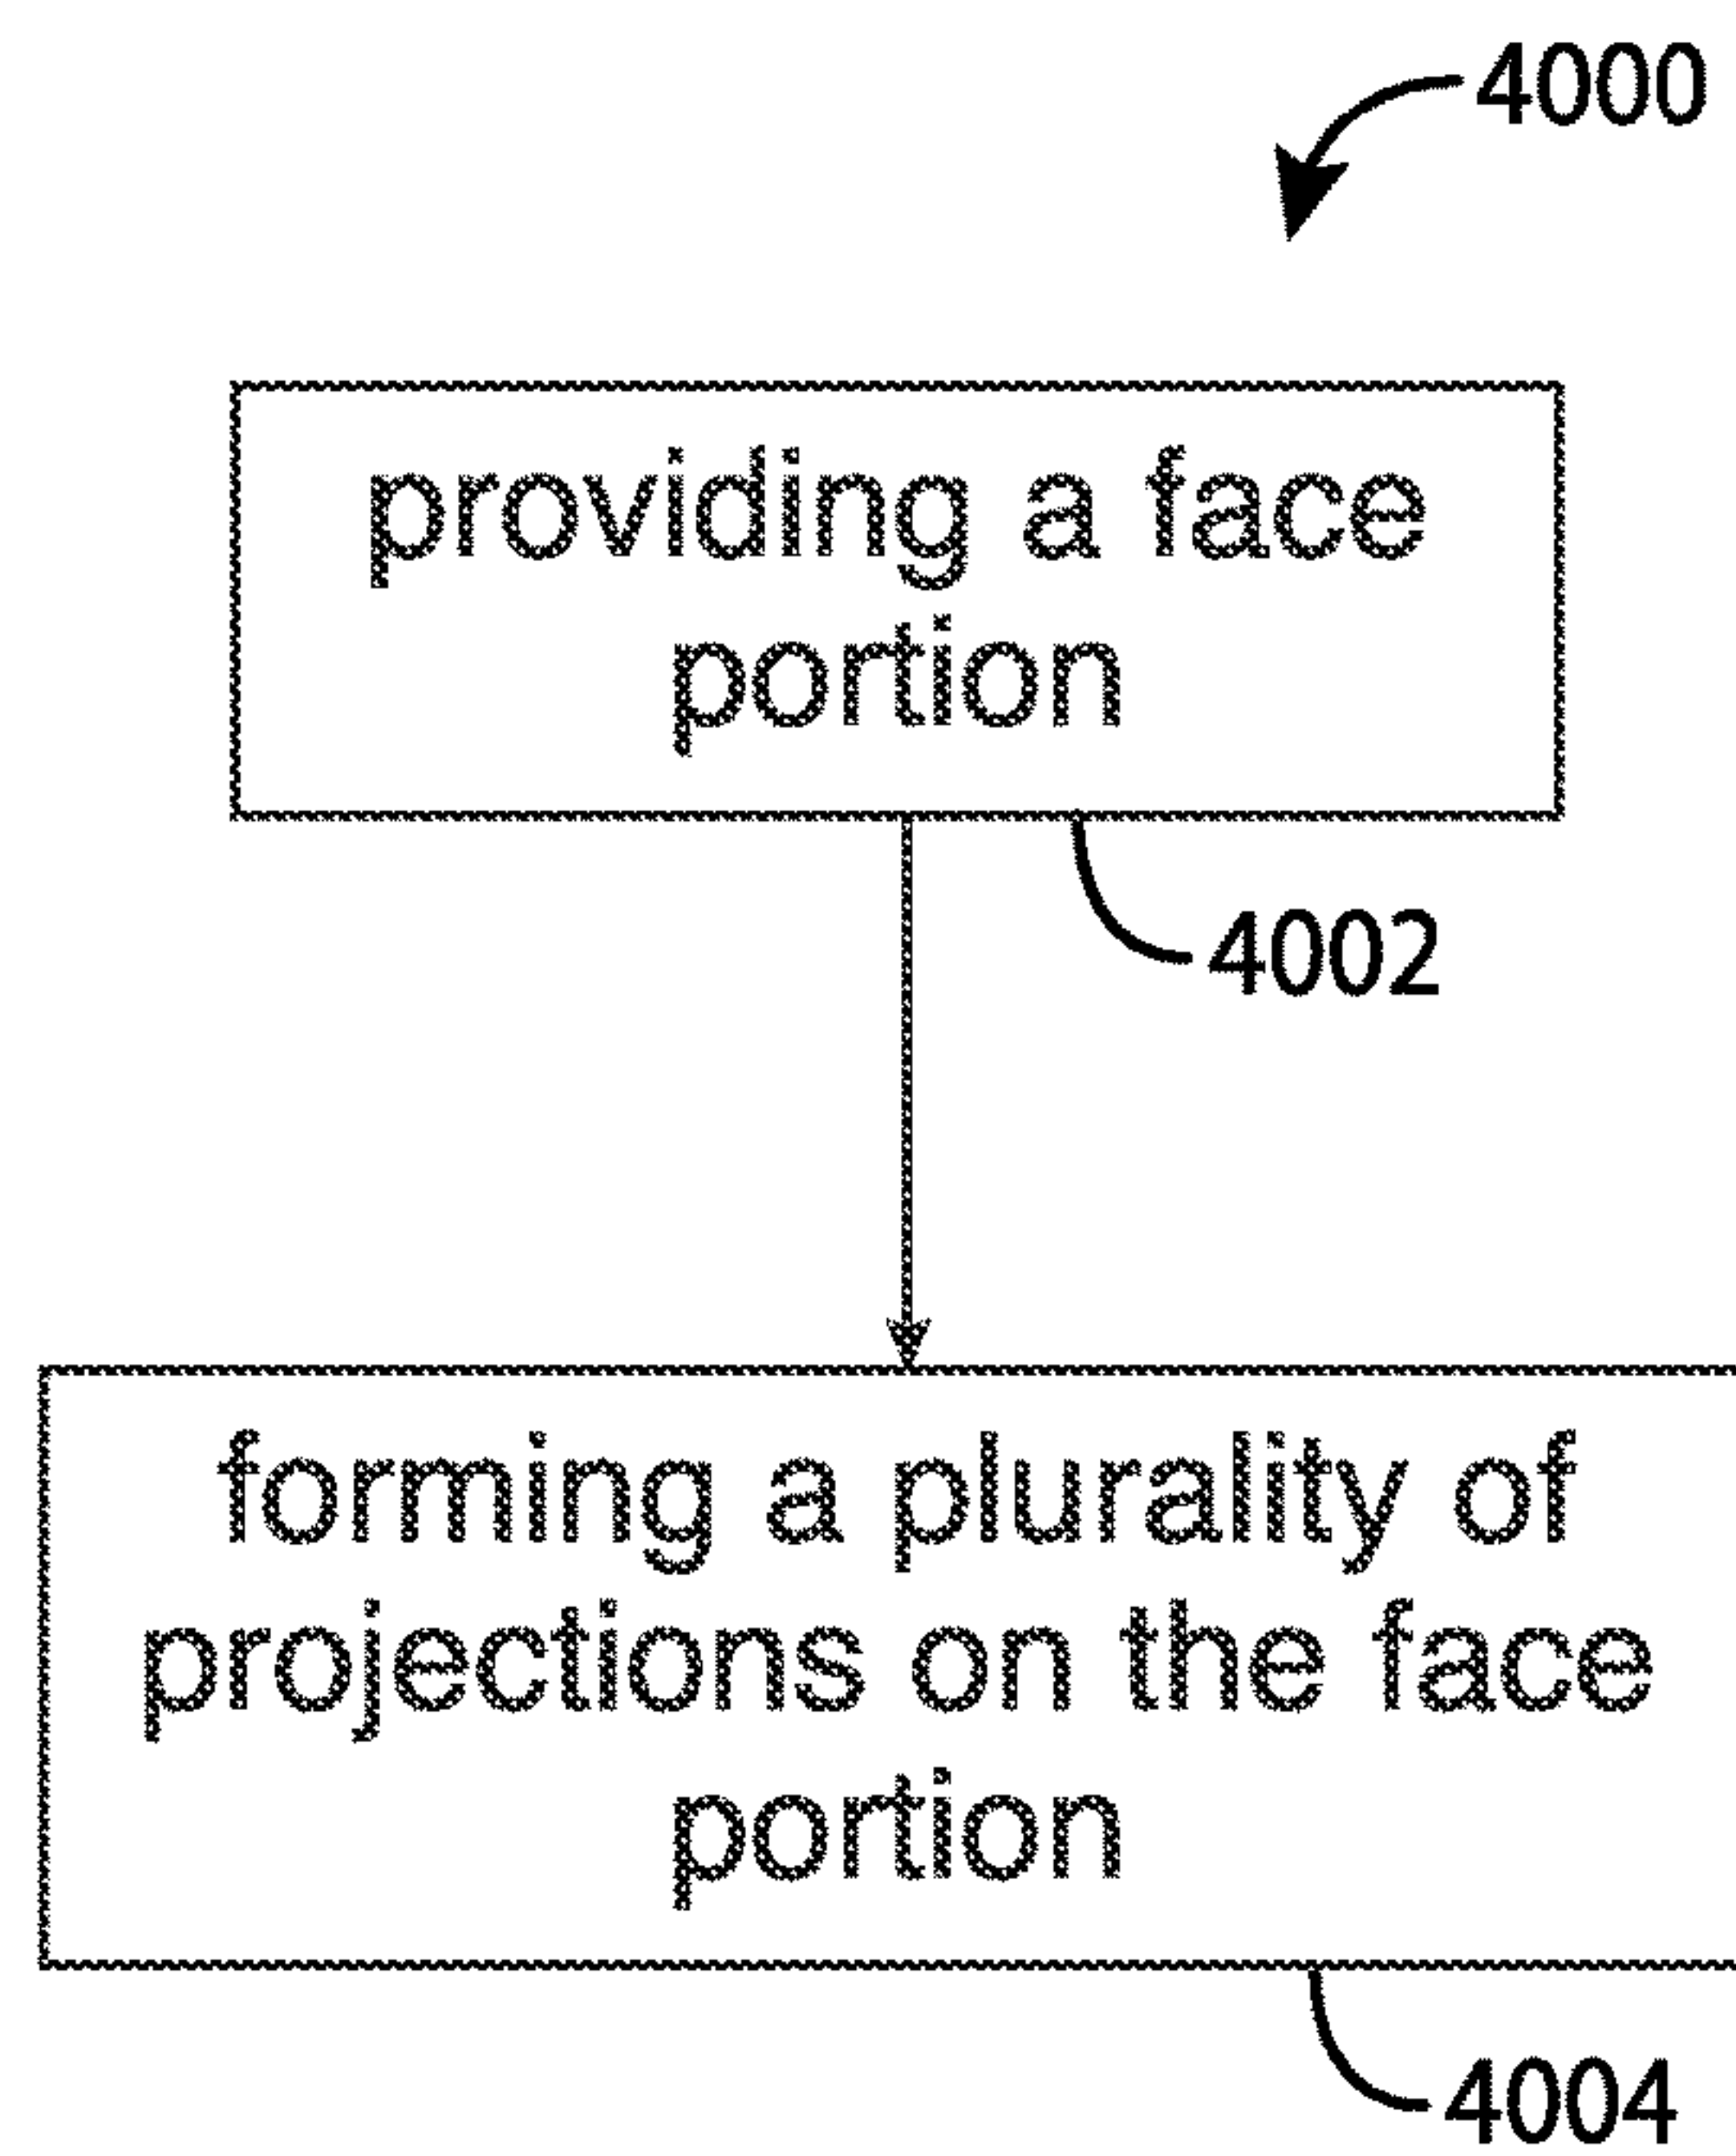 4000
providing a face
portion
4002
forming a plurality of
projections on the face
portion
4004